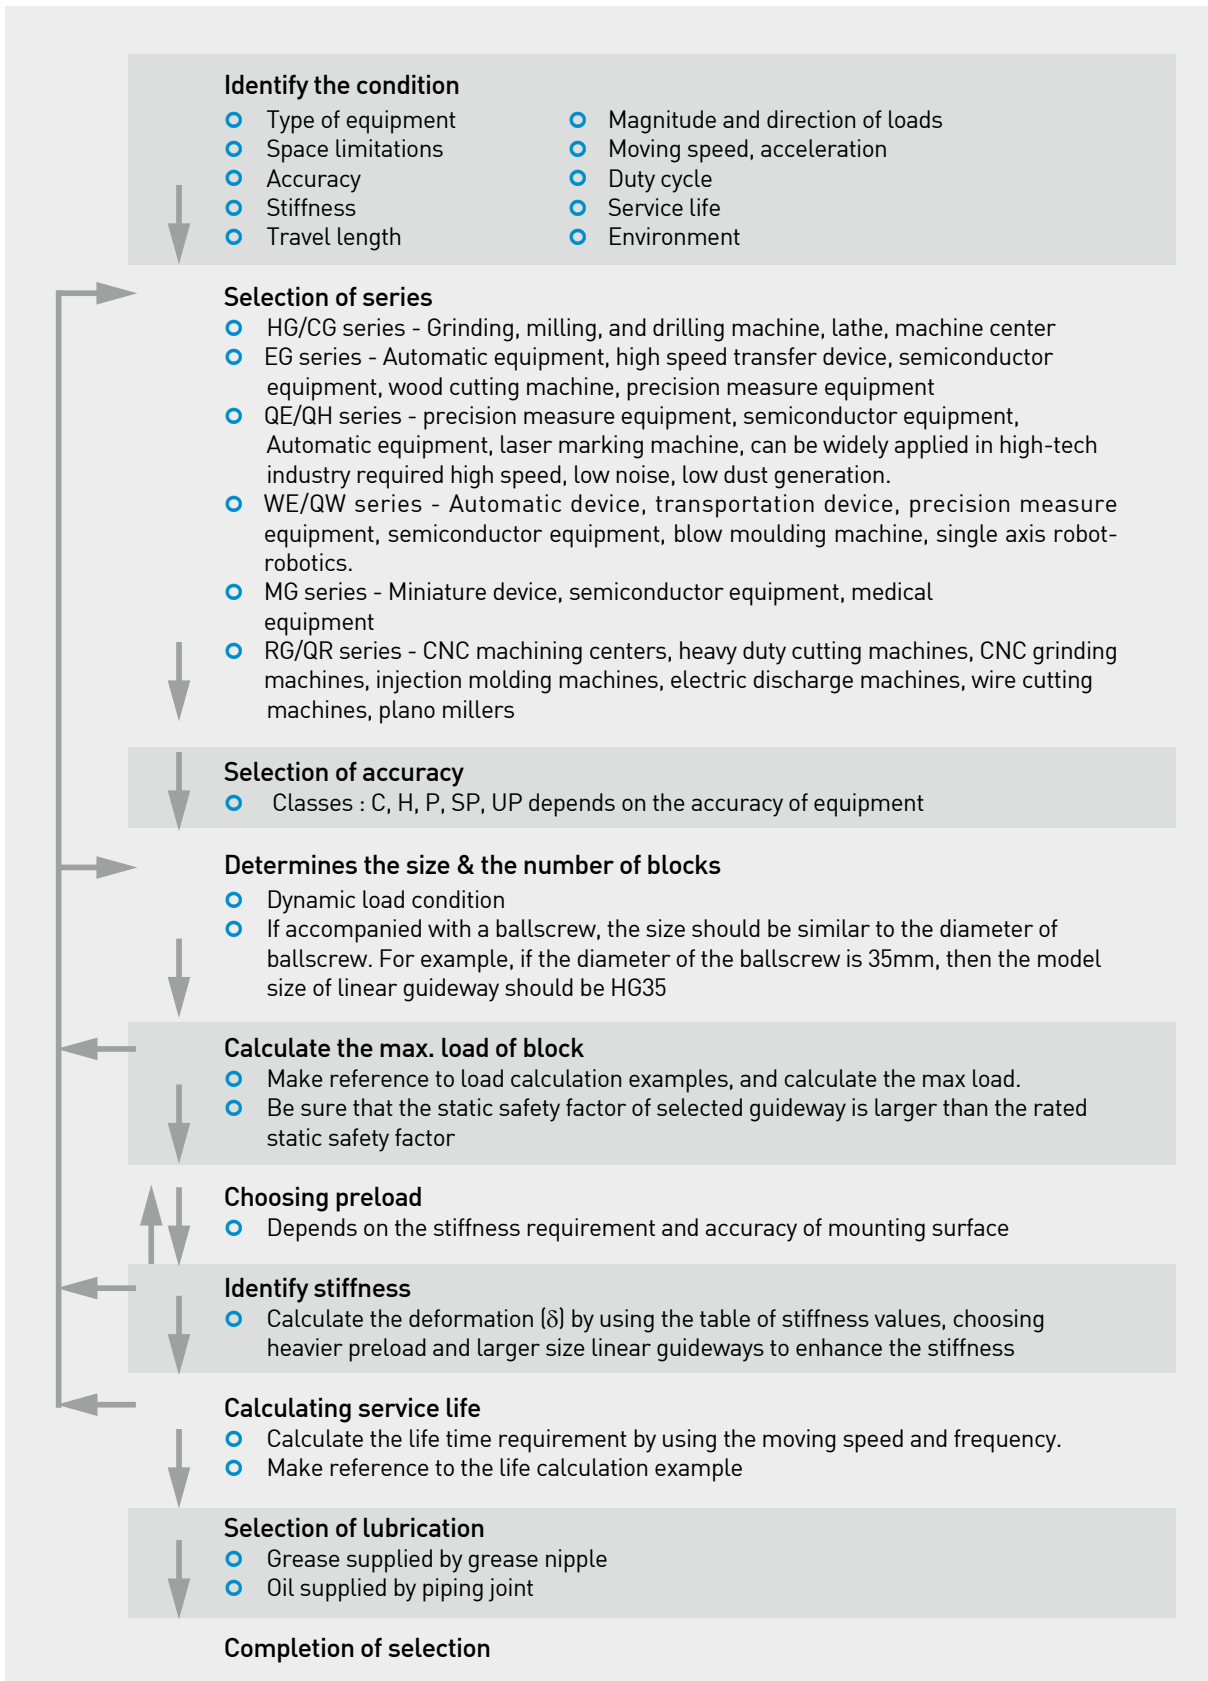 Identify the condition
Type of equipment
Space limitations
Accuracy
Stiffness
Travel length
Magnitude and direction of loads
Moving speed, acceleration
Duty cycle
Service life
Environment
Selection of series
HG/CG series - Grinding, milling, and drilling machine, lathe, machine center
EG series - Automatic equipment, high speed transfer device, semiconductor
equipment, wood cutting machine, precision measure equipment
QE/QH series - precision measure equipment, semiconductor equipment,
Automatic equipment, laser marking machine, can be widely applied in high-tech
industry required high speed, low noise, low dust generation.
WE/QW series - Automatic device, transportation device, precision measure
equipment, semiconductor equipment, blow moulding machine, single axis robot-
robotics.
MG series - Miniature device, semiconductor equipment, medical
equipment
RG/QR series - CNC machining centers, heavy duty cutting machines, CNC grinding
machines, injection molding machines, electric discharge machines, wire cutting
machines, plano millers
Selection of accuracy
Classes : C, H, P, SP, UP depends on the accuracy of equipment
Determines the size & the number of blocks
Dynamic load condition
If accompanied with a ballscrew, the size should be similar to the diameter of
ballscrew. For example, if the diameter of the ballscrew is 35mm, then the model
size of linear guideway should be HG35
Calculate the max. load of block
Make reference to load calculation examples, and calculate the max load.
Be sure that the static safety factor of selected guideway is larger than the rated
static safety factor
Choosing preload
Depends on the stiffness requirement and accuracy of mounting surface
Identify stiffness
Calculate the deformation (δ) by using the table of stiffness values, choosing
heavier preload and larger size linear guideways to enhance the stiffness
Calculating service life
Calculate the life time requirement by using the moving speed and frequency.
Make reference to the life calculation example
Selection of lubrication
Grease supplied by grease nipple
Oil supplied by piping joint
Completion of selection